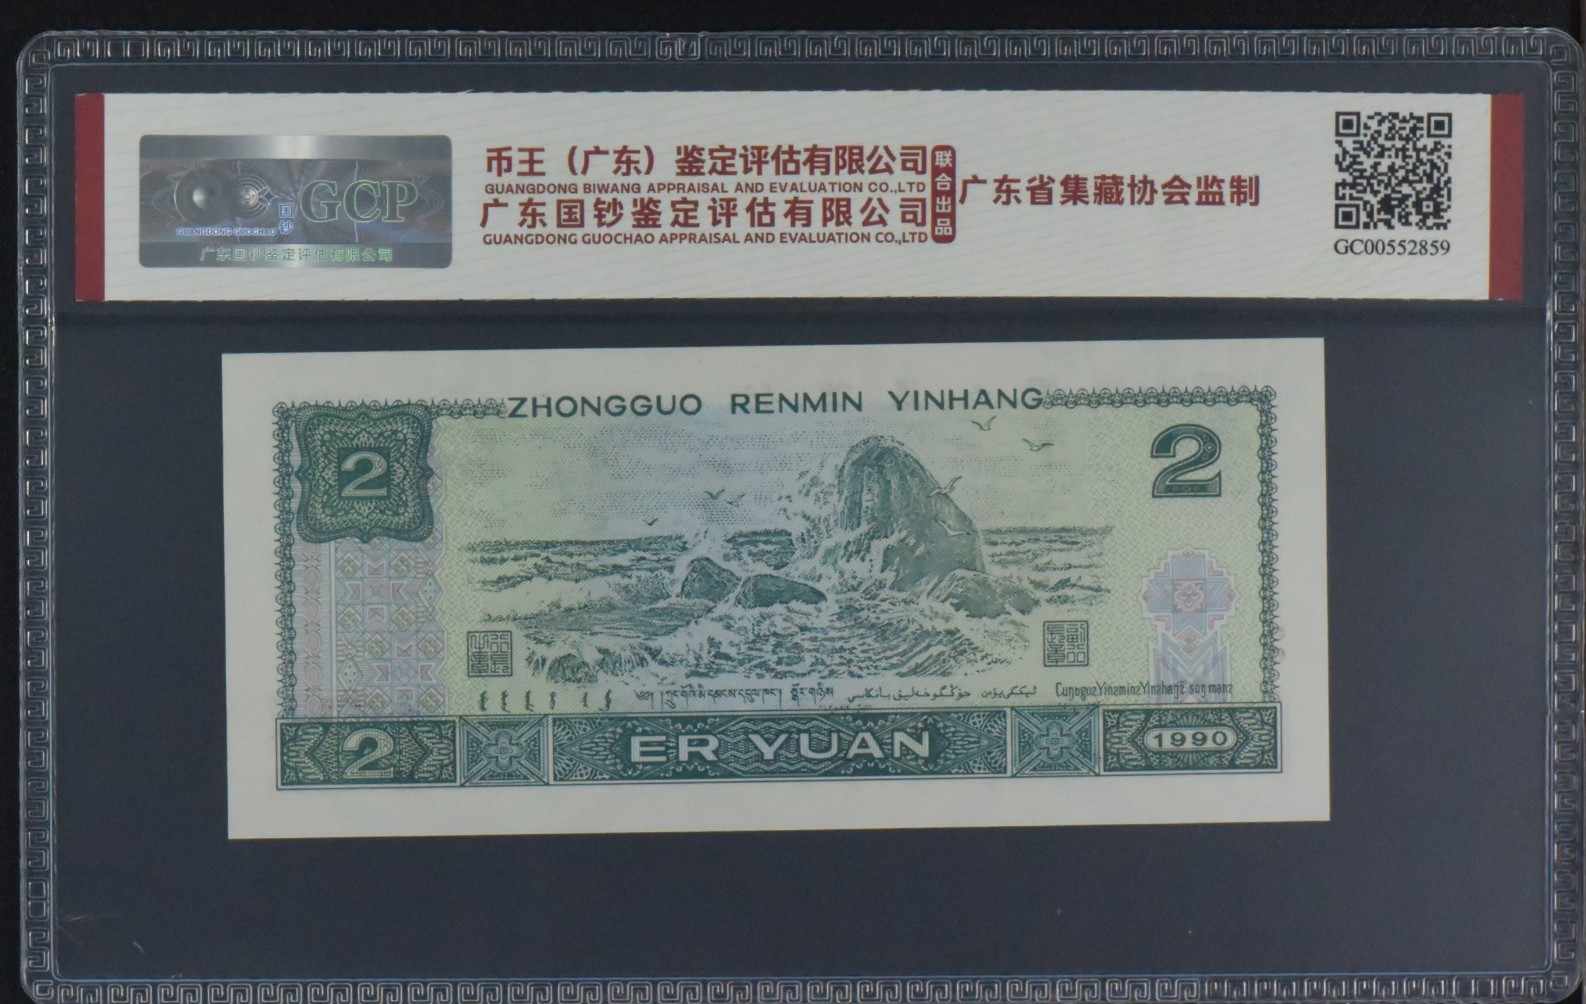 币王（广东）鉴定评估有限公司
GUANGDONG BIWANG APPRAISAL AND EVALUATION CO.,LTD
广东国钞鉴定评估有限公司
GUANGDONG GUOCHAO APPRAISAL AND EVALUATION CO.,LTD
联合出品
广东省集藏协会监制
GCP
国钞
GUANGDONG GUOCHAO
广东国钞鉴定评估有限公司
GC00552859
ZHONGGUO RENMIN YINHANG
2
2
2
ER YUAN
1990